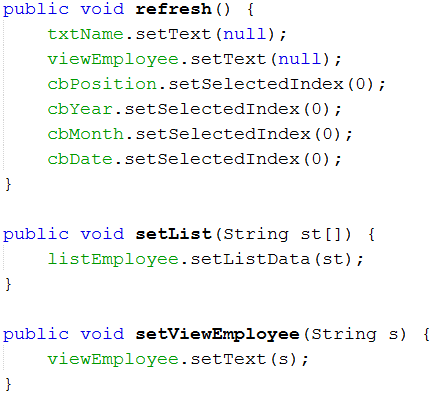 public void refresh() {
    txtName.setText(null);
    viewEmployee.setText(null);
    cbPosition.setSelectedIndex(0);
    cbYear.setSelectedIndex(0);
    cbMonth.setSelectedIndex(0);
    cbDate.setSelectedIndex(0);
}

public void setList(String st[]) {
    listEmployee.setListData(st);
}

public void setViewEmployee(String s) {
    viewEmployee.setText(s);
}